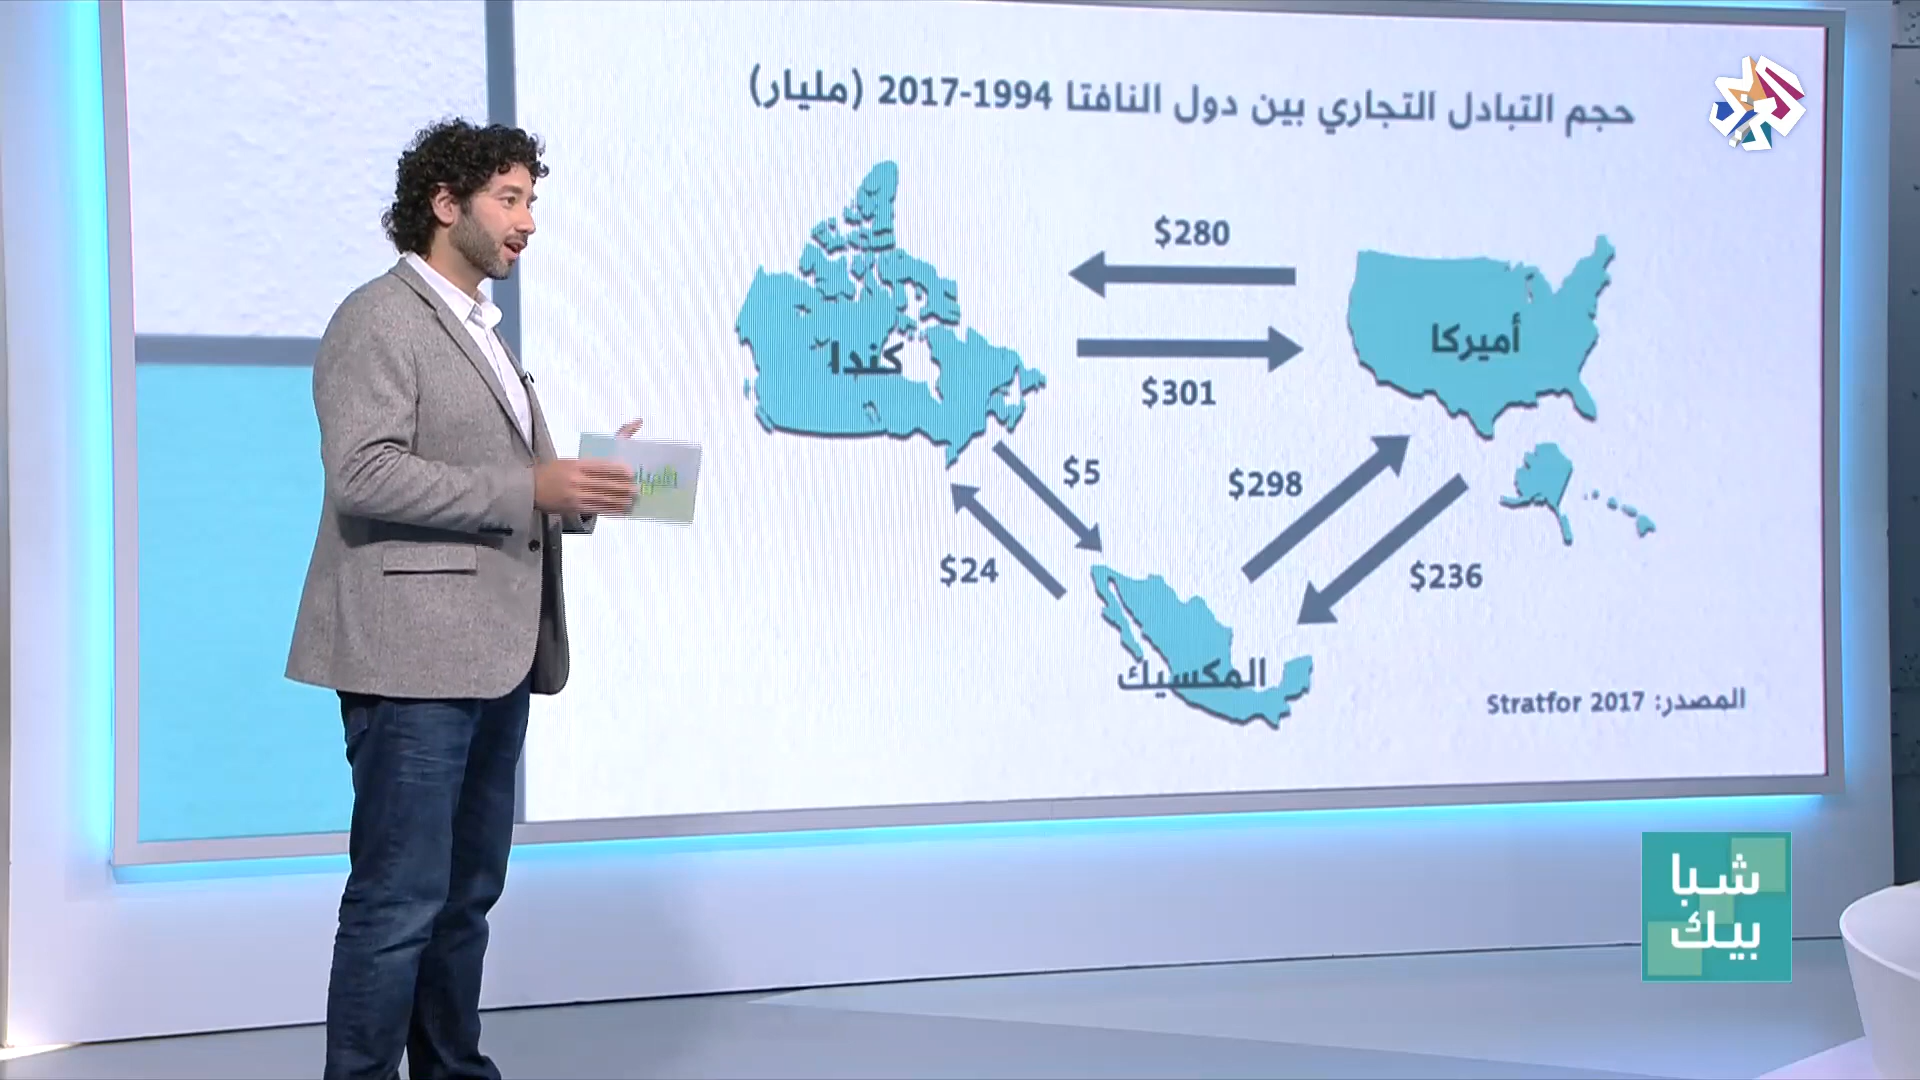 حجم التبادل التجاري بين دول النافتا 1994-2017 (مليار)
$280
كندا
أميركا
$301
$5
$298
$24
$236
المكسيك
المصدر: Stratfor 2017
شبا
بيك